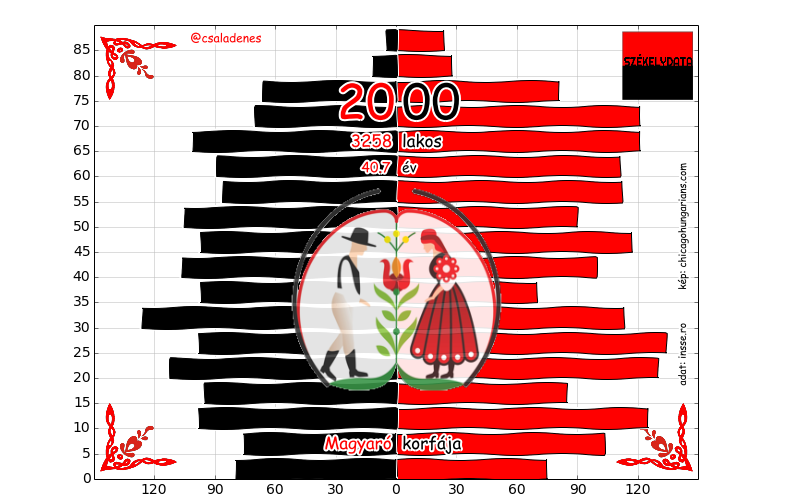 @csaladenes
SZÉKELYDATA
2000
3258 lakos
40.7 év
kép: chicagohungarians.com
adat: insse.ro
Magyaró korfája
85
80
75
70
65
60
55
50
45
40
35
30
25
20
15
10
5
0
120 90 60 30 0 30 60 90 120